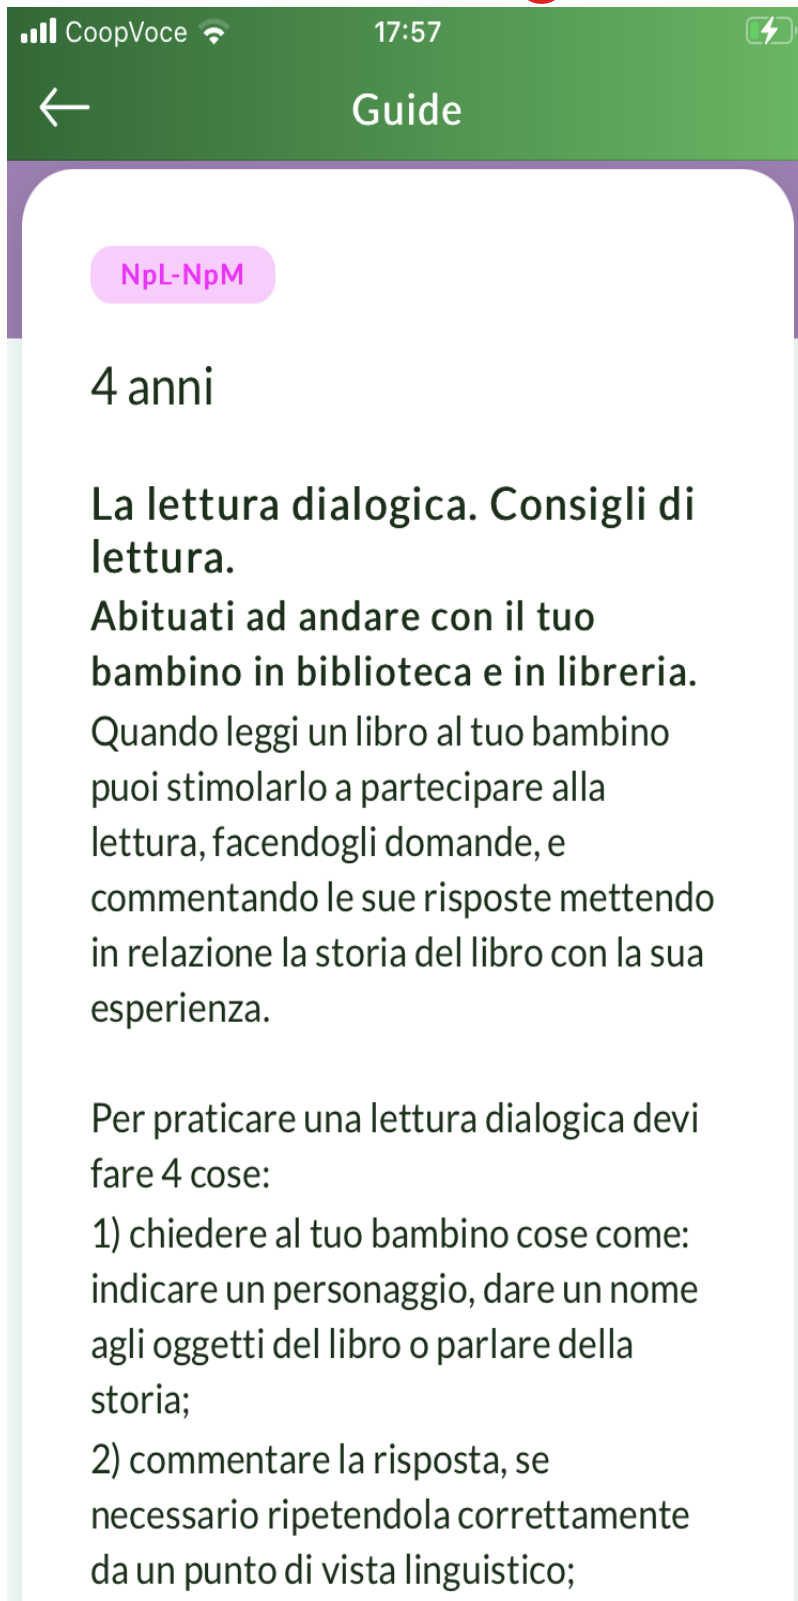 CoopVoce
17:57
Guide
NpL-NpM
4 anni
La lettura dialogica. Consigli di
lettura.
Abituati ad andare con il tuo
bambino in biblioteca e in libreria.
Quando leggi un libro al tuo bambino
puoi stimolarlo a partecipare alla
lettura, facendogli domande, e
commentando le sue risposte mettendo
in relazione la storia del libro con la sua
esperienza.
Per praticare una lettura dialogica devi
fare 4 cose:
1) chiedere al tuo bambino cose come:
indicare un personaggio, dare un nome
agli oggetti del libro o parlare della
storia;
2) commentare la risposta, se
necessario ripetendola correttamente
da un punto di vista linguistico;